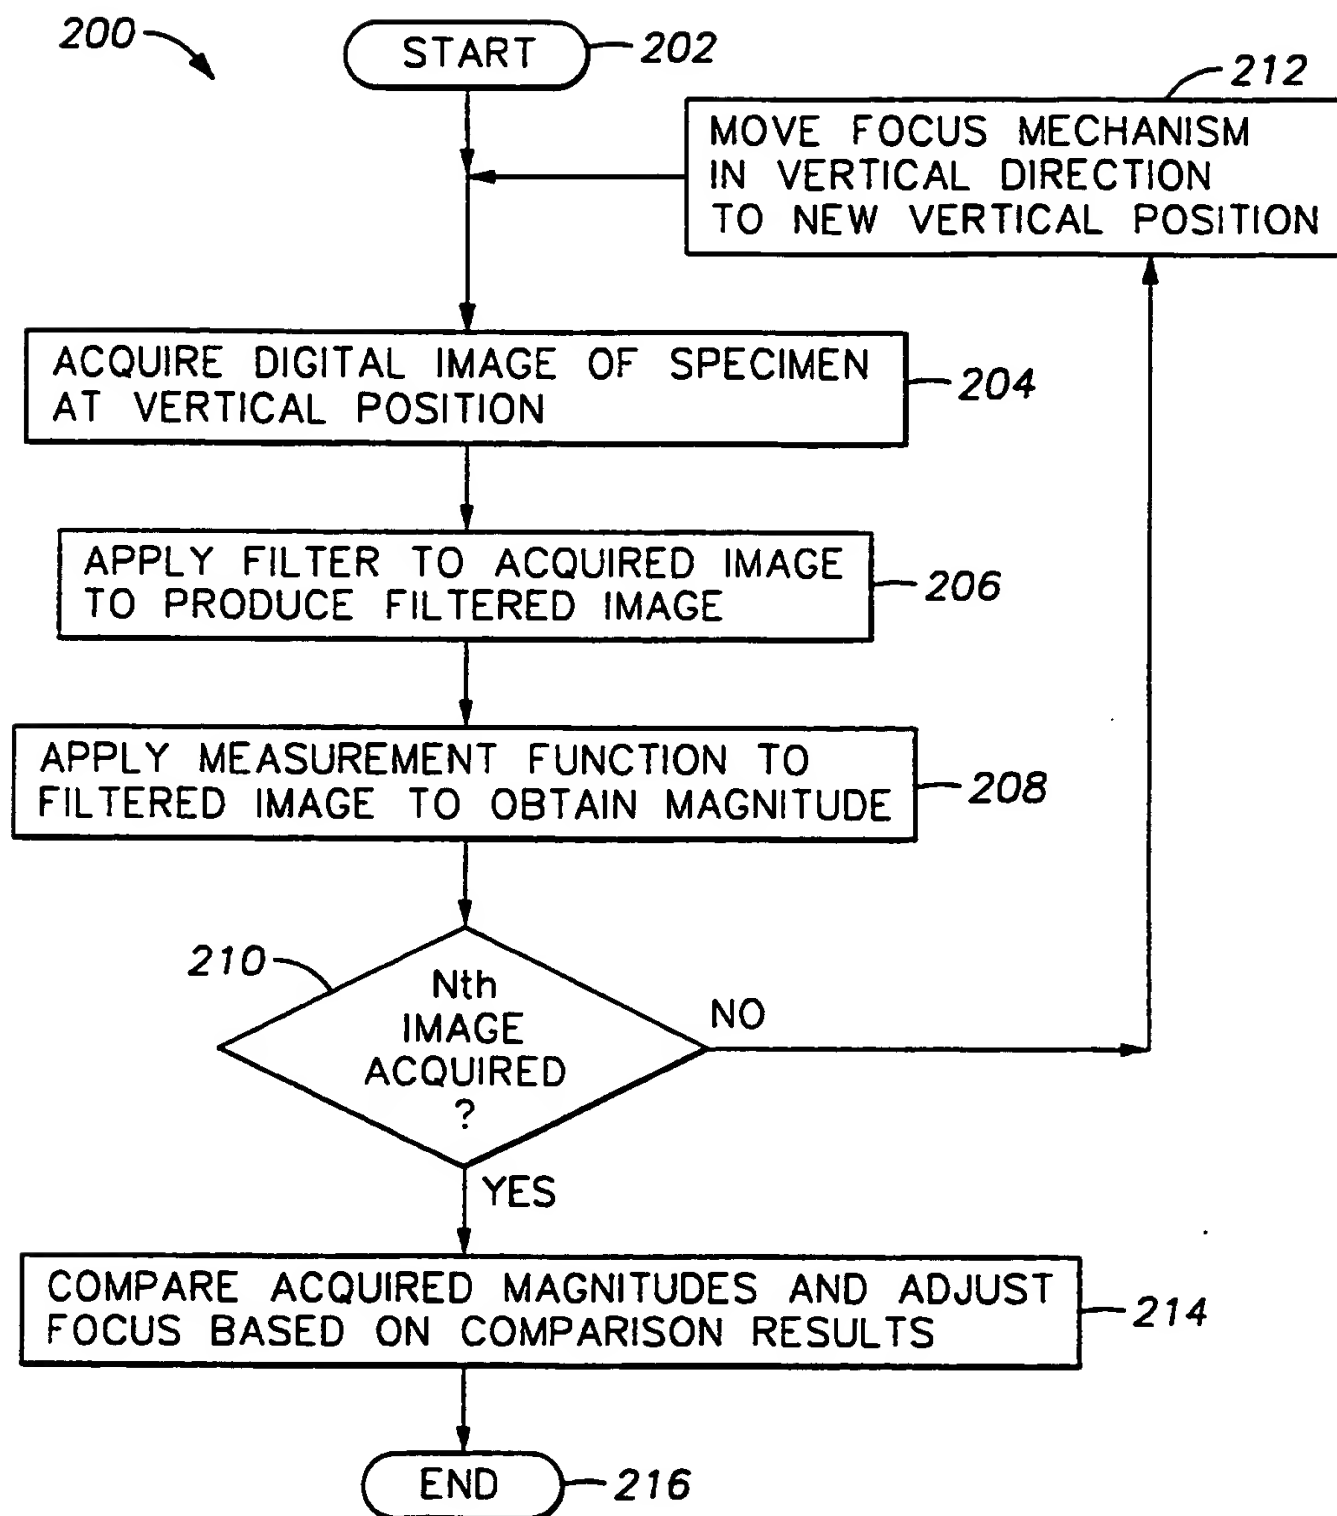 200
START
202
212
MOVE FOCUS MECHANISM
IN VERTICAL DIRECTION
TO NEW VERTICAL POSITION
ACQUIRE DIGITAL IMAGE OF SPECIMEN
AT VERTICAL POSITION
204
APPLY FILTER TO ACQUIRED IMAGE
TO PRODUCE FILTERED IMAGE
206
APPLY MEASUREMENT FUNCTION TO
FILTERED IMAGE TO OBTAIN MAGNITUDE
208
210
Nth
IMAGE
ACQUIRED
?
NO
YES
COMPARE ACQUIRED MAGNITUDES AND ADJUST
FOCUS BASED ON COMPARISON RESULTS
214
END
216